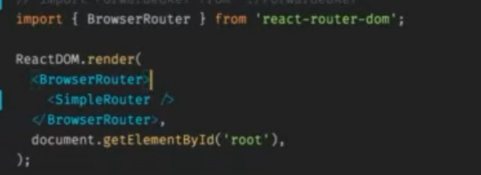 import { BrowserRouter } from 'react-router-dom';
ReactDOM.render(
<BrowserRouter>
<SimpleRouter />
</BrowserRouter>,
document.getElementById('root'),
);